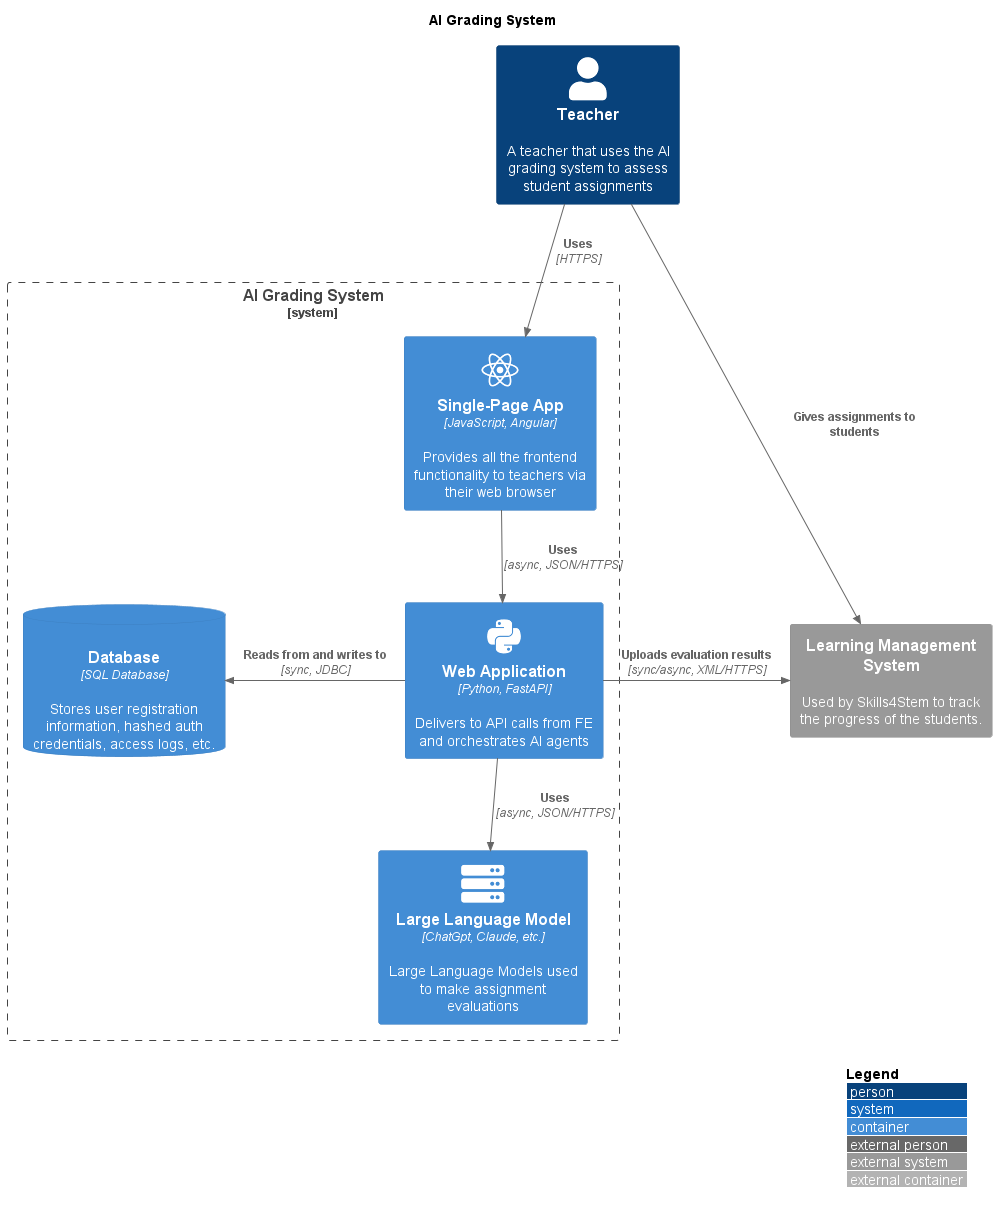 AI Grading System
Teacher
A teacher that uses the AI
grading system to assess
student assignments
Uses
[HTTPS]
AI Grading System
[system]
Single-Page App
[JavaScript, Angular]
Provides all the frontend
functionality to teachers via
their web browser
Gives assignments to
students
Uses
[async, JSON/HTTPS]
Database
[SQL Database]
Stores user registration
information, hashed auth
credentials, access logs, etc.
Reads from and writes to
[sync, JDBC]
Web Application
[Python, FastAPI]
Delivers to API calls from FE
and orchestrates AI agents
Uploads evaluation results
[sync/async, XML/HTTPS]
Learning Management
System
Used by Skills4Stem to track
the progress of the students.
Uses
[async, JSON/HTTPS]
Large Language Model
[ChatGpt, Claude, etc.]
Large Language Models used
to make assignment
evaluations
Legend
person
system
container
external person
external system
external container